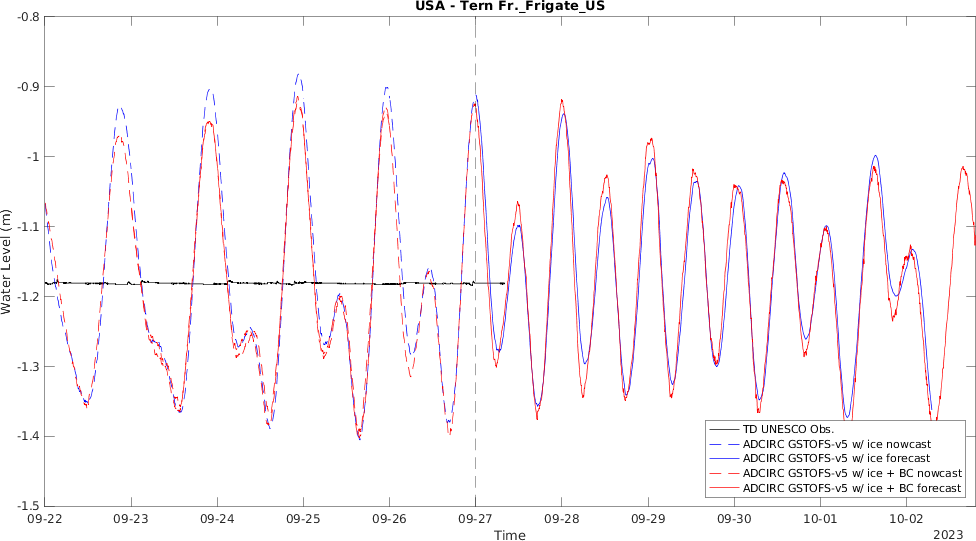 USA - Tern Fr._Frigate_US
-0.8
-0.9
-1
-1.1
-1.2
-1.3
-1.4
-1.5
Water Level (m)
TD UNESCO Obs.
ADCIRC GSTOFS-v5 w/ ice nowcast
ADCIRC GSTOFS-v5 w/ ice forecast
ADCIRC GSTOFS-v5 w/ ice + BC nowcast
ADCIRC GSTOFS-v5 w/ ice + BC forecast
09-22 09-23 09-24 09-25 09-26 09-27 09-28 09-29 09-30 10-01 10-02
Time
2023